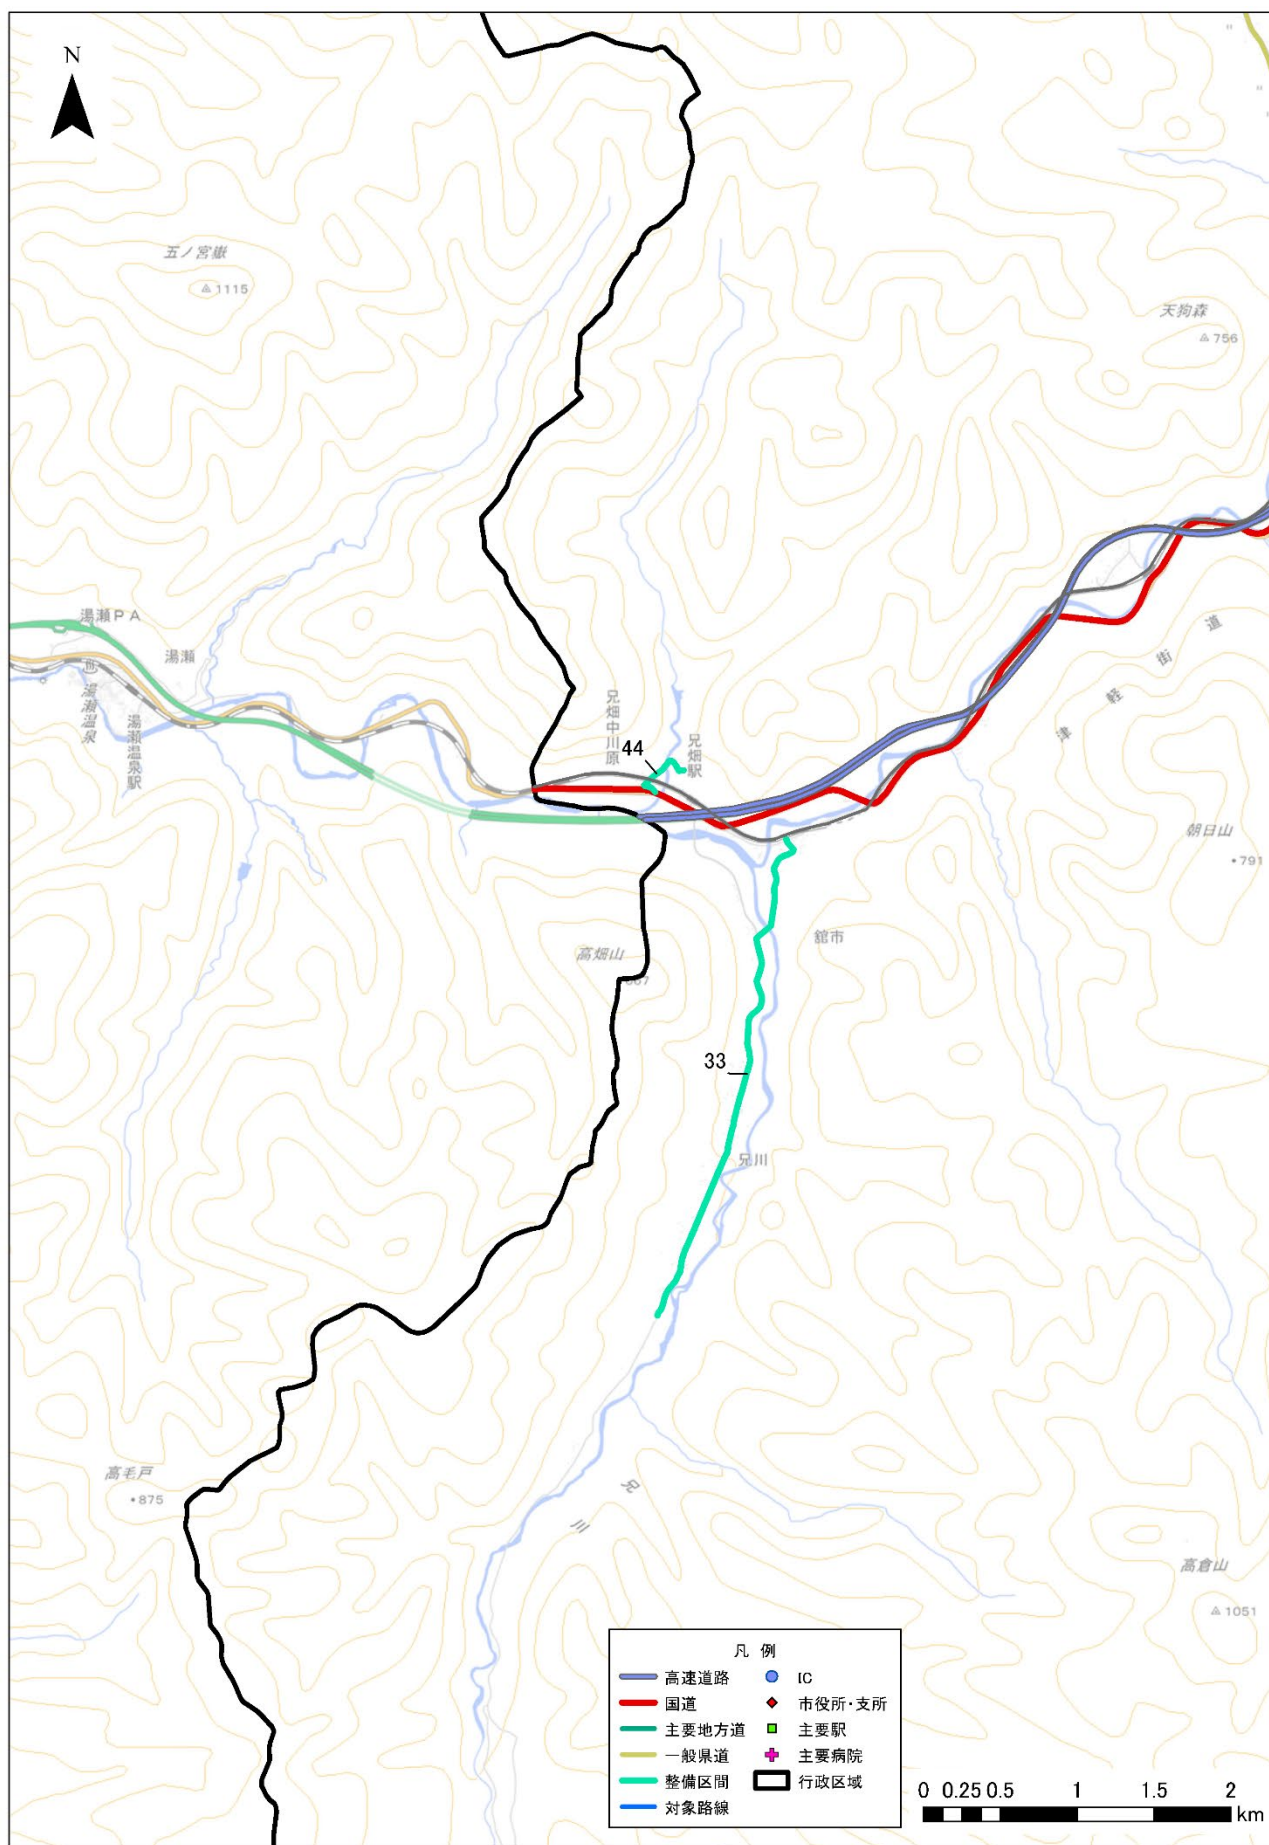 N
五ノ宮嶽
1115
天狗森
756
湯瀬PA
湯瀬
湯瀬温泉
湯瀬温泉駅
兄畑中川原
兄畑駅
44
津軽街道
朝日山
791
舘市
高畑山
33
兄川
高毛戸
875
兄川
高倉山
1051
凡 例
高速道路
IC
国道
市役所・支所
主要地方道
主要駅
一般県道
主要病院
整備区間
行政区域
対象路線
0 0.25 0.5 1 1.5 2
km